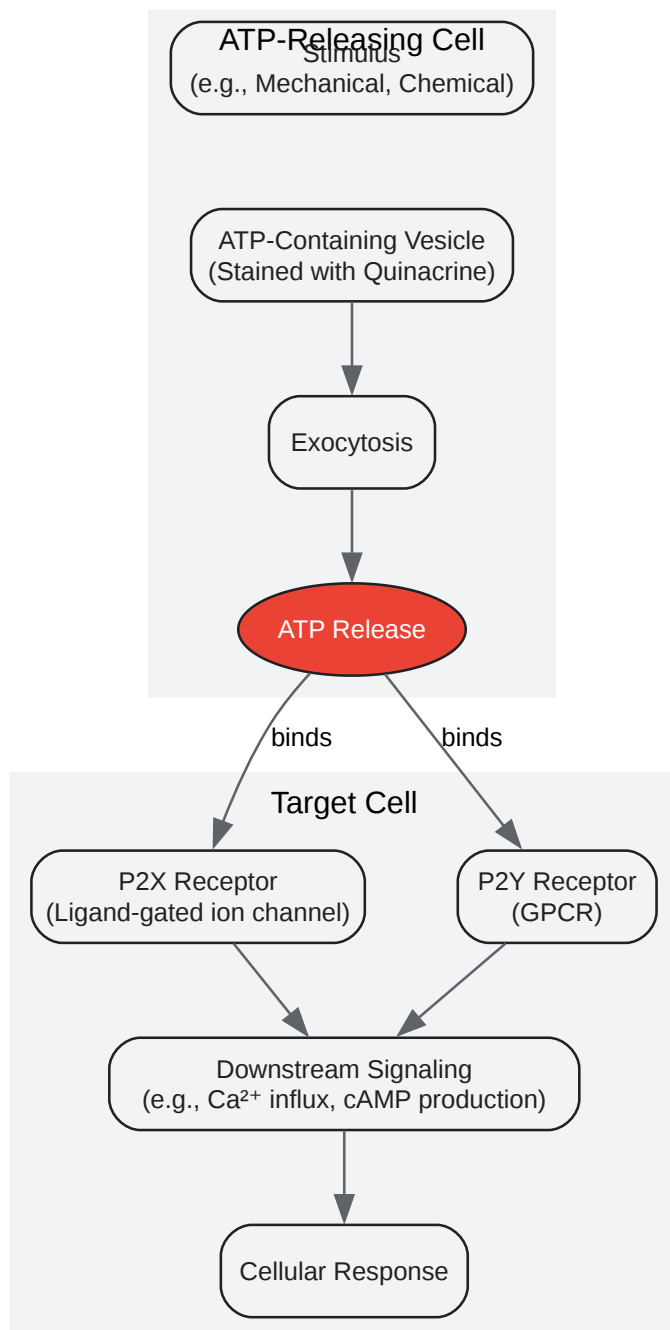 ATP-Releasing Cell
Stimulus
(e.g., Mechanical, Chemical)
ATP-Containing Vesicle
(Stained with Quinacrine)
Exocytosis
ATP Release
binds
binds
Target Cell
P2X Receptor
(Ligand-gated ion channel)
P2Y Receptor
(GPCR)
Downstream Signaling
(e.g., Ca²⁺ influx, cAMP production)
Cellular Response